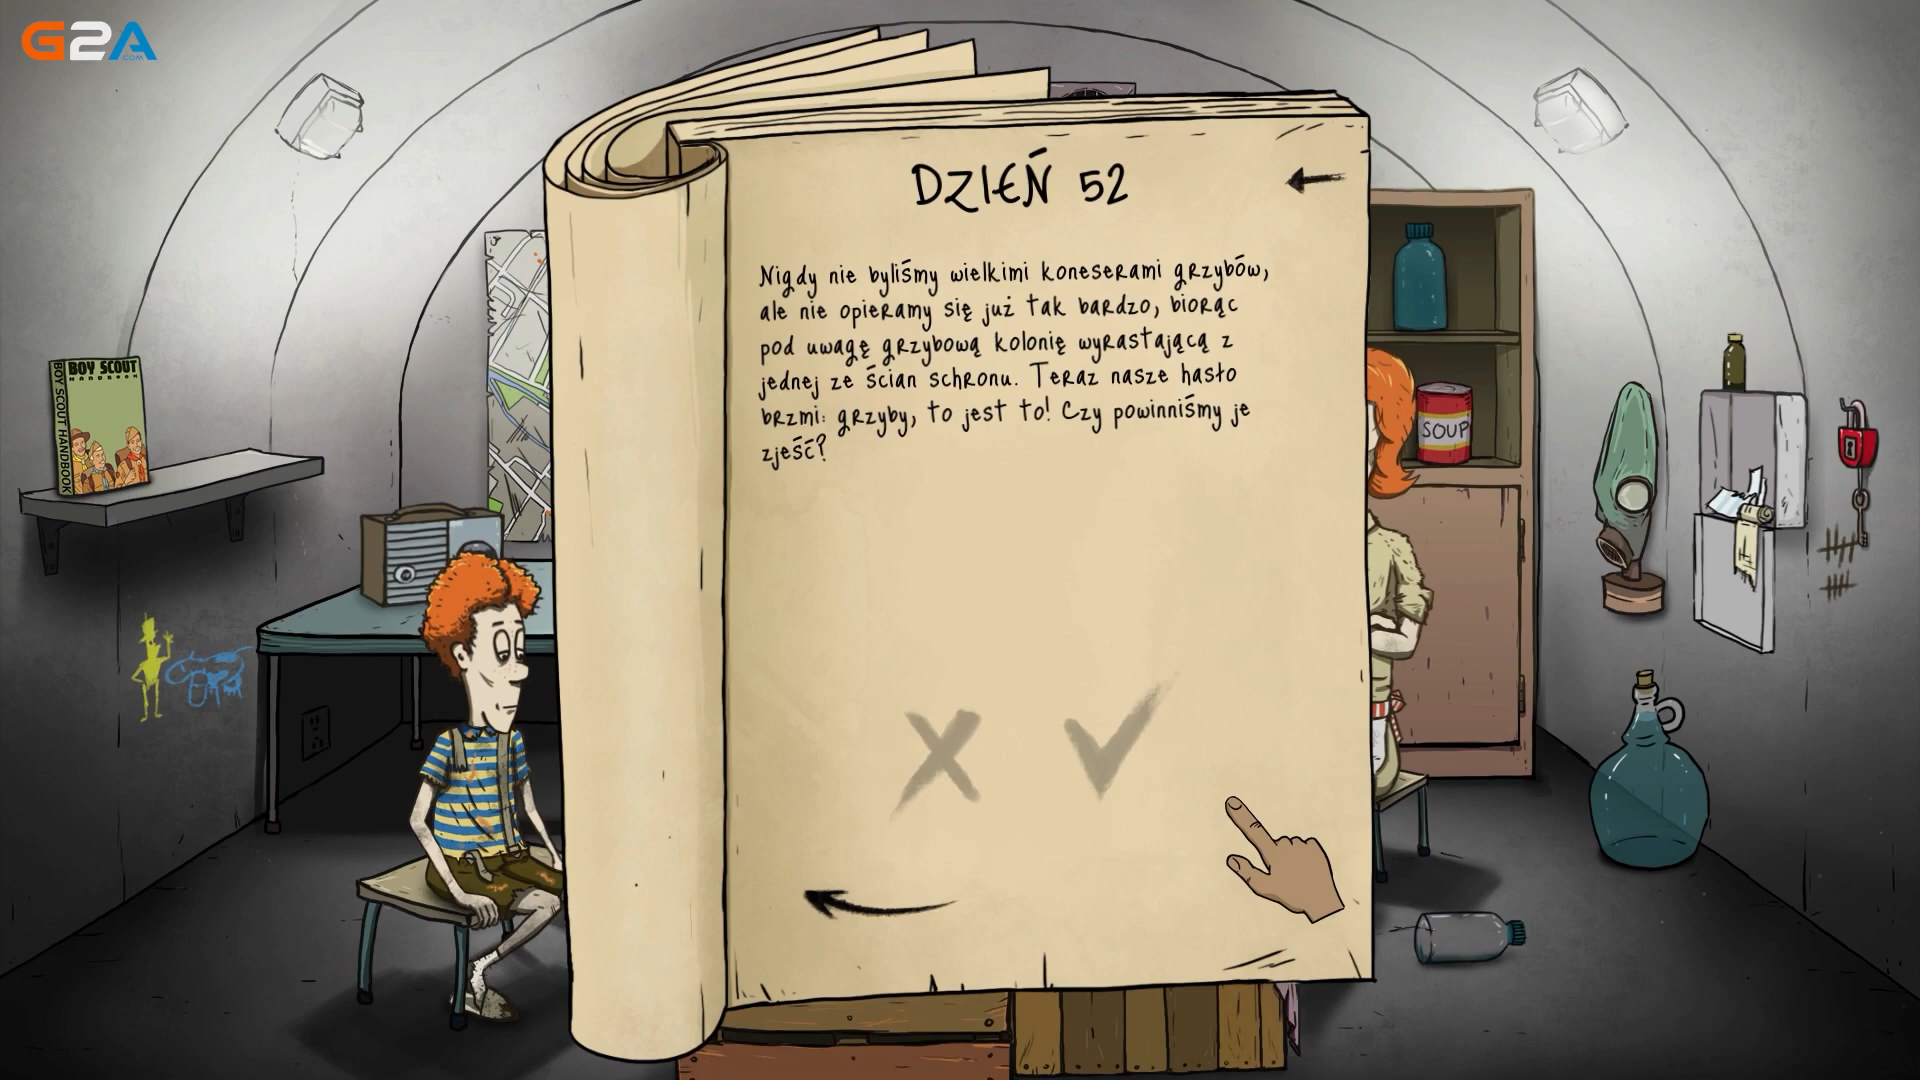 G2A
.COM
DZIEŃ 52
Nigdy nie byliśmy wielkimi koneserami grzybów,
ale nie opieramy się już tak bardzo, biorąc
pod uwagę grzybową kolonię wyrastającą z
jednej ze ścian schronu. Teraz nasze hasło
brzmi: grzyby, to jest to! Czy powinniśmy je
zjeść?
BOY SCOUT
HANDBOOK
BOY SCOUT HANDBOOK
SOUP